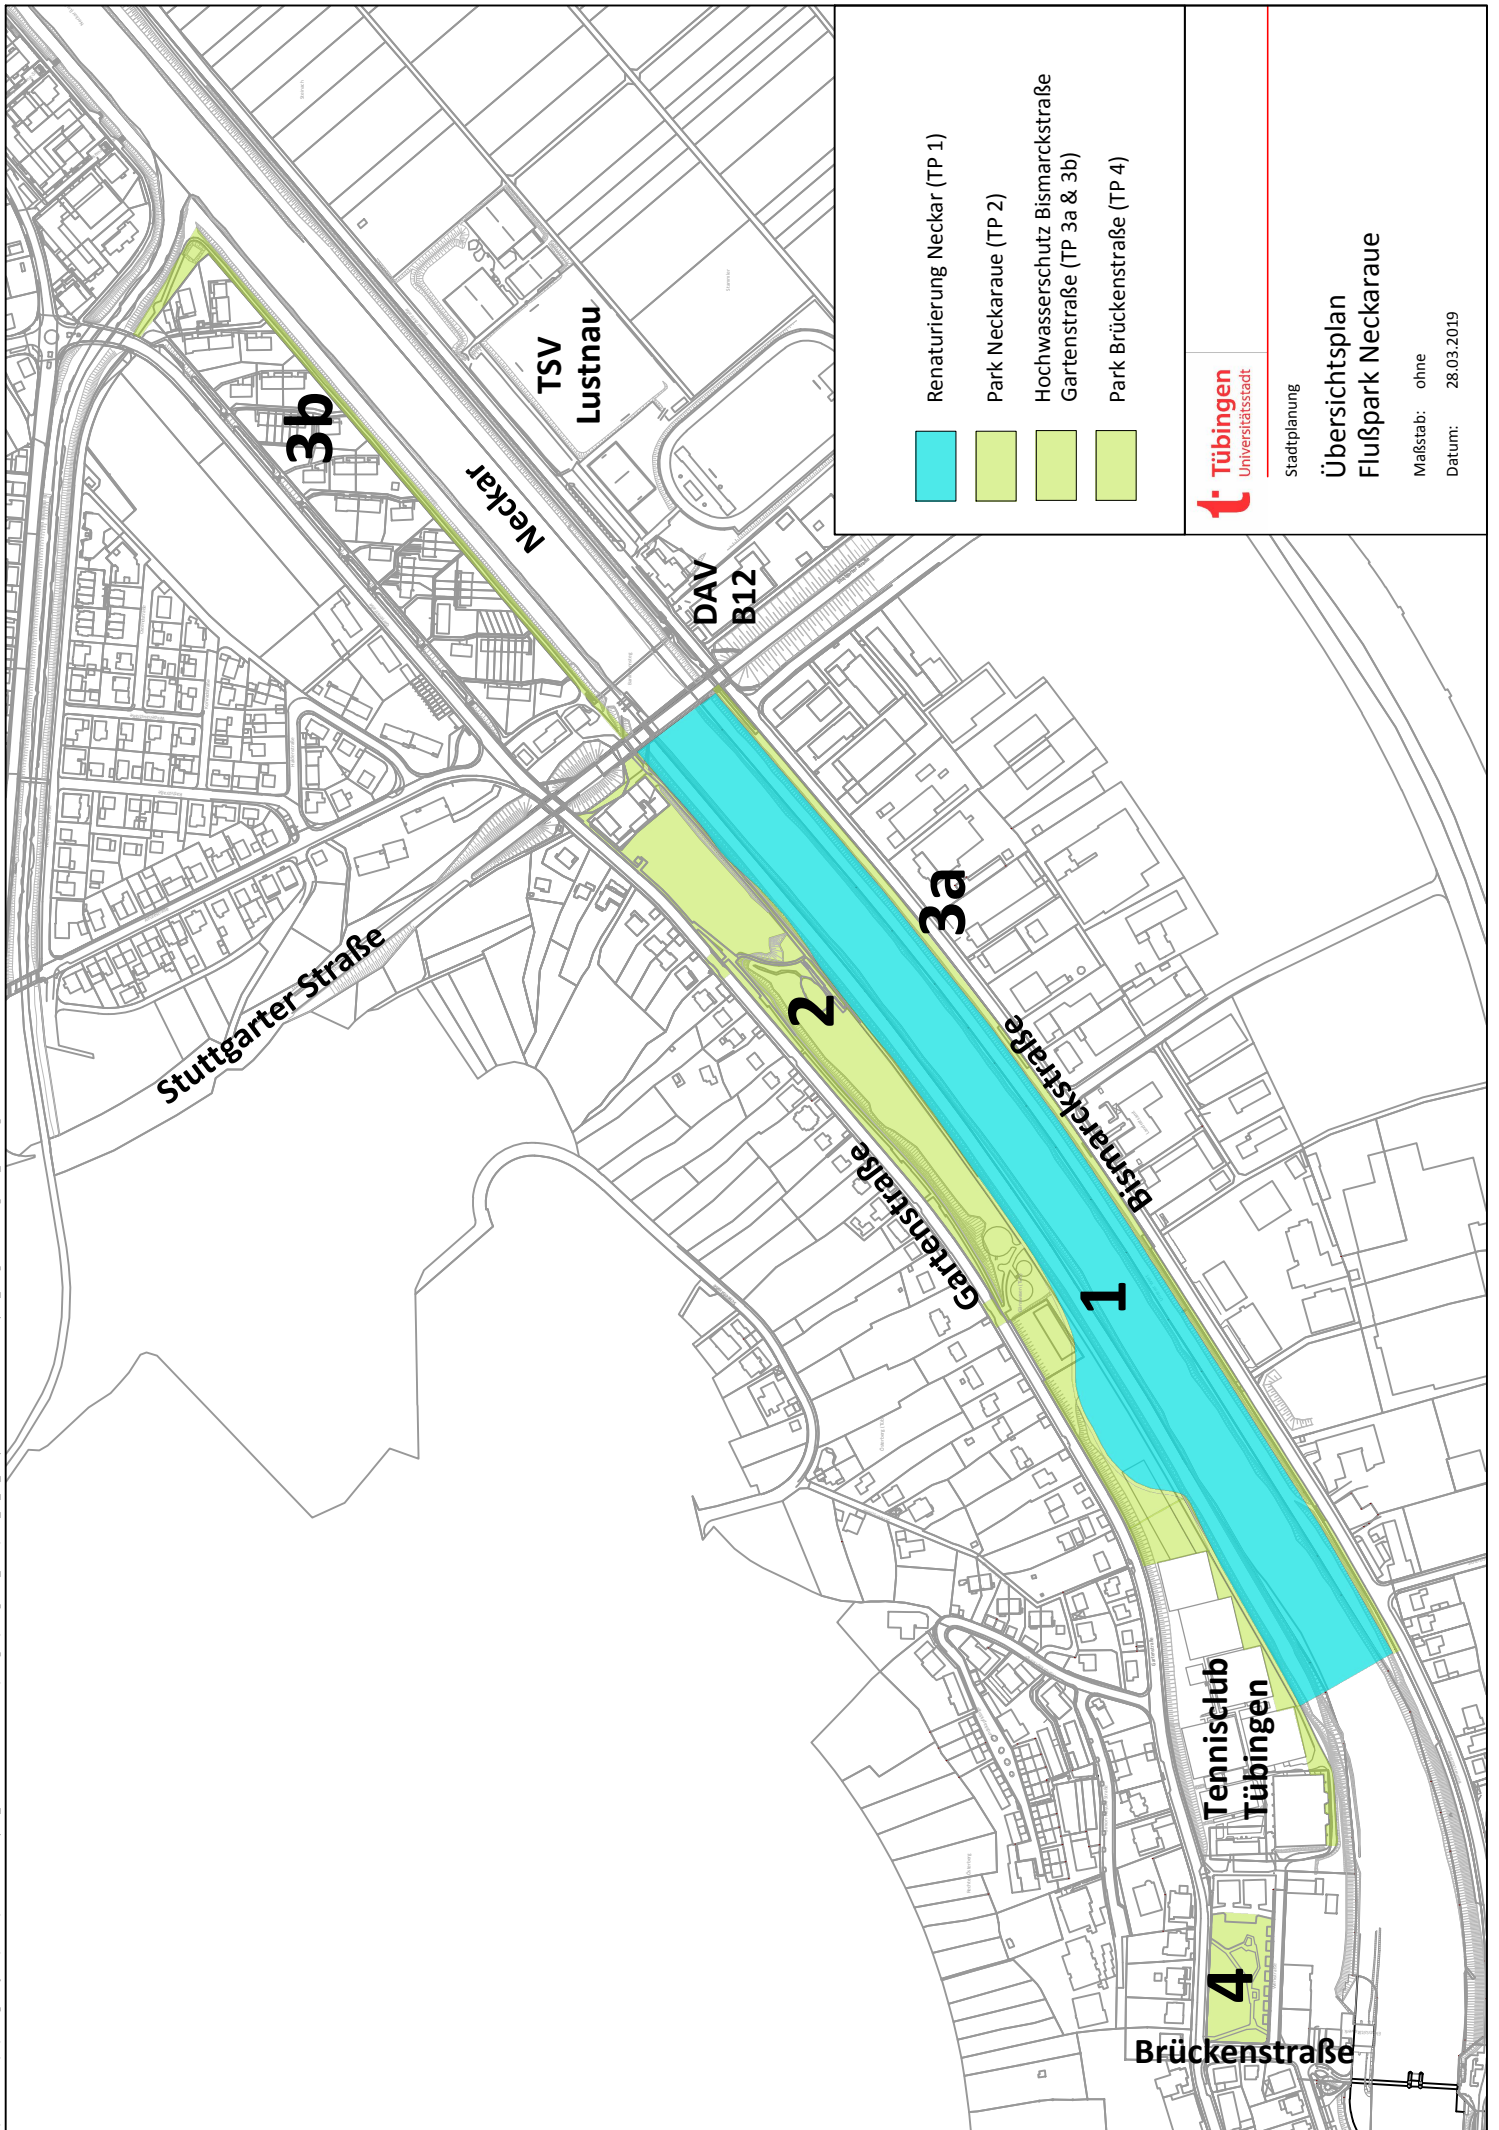 3b
TSV
Lustnau
Neckar
DAV
B12
Stuttgarter Straße
2
3a
Gartenstraße
Bismarckstraße
1
Tennisclub
Tübingen
4
Brückenstraße
Renaturierung Neckar (TP 1)
Park Neckaraue (TP 2)
Hochwasserschutz Bismarckstraße
Gartenstraße (TP 3a & 3b)
Park Brückenstraße (TP 4)
Tübingen
Universitätsstadt
Stadtplanung
Übersichtsplan
Flußpark Neckaraue
Maßstab: ohne
Datum: 28.03.2019